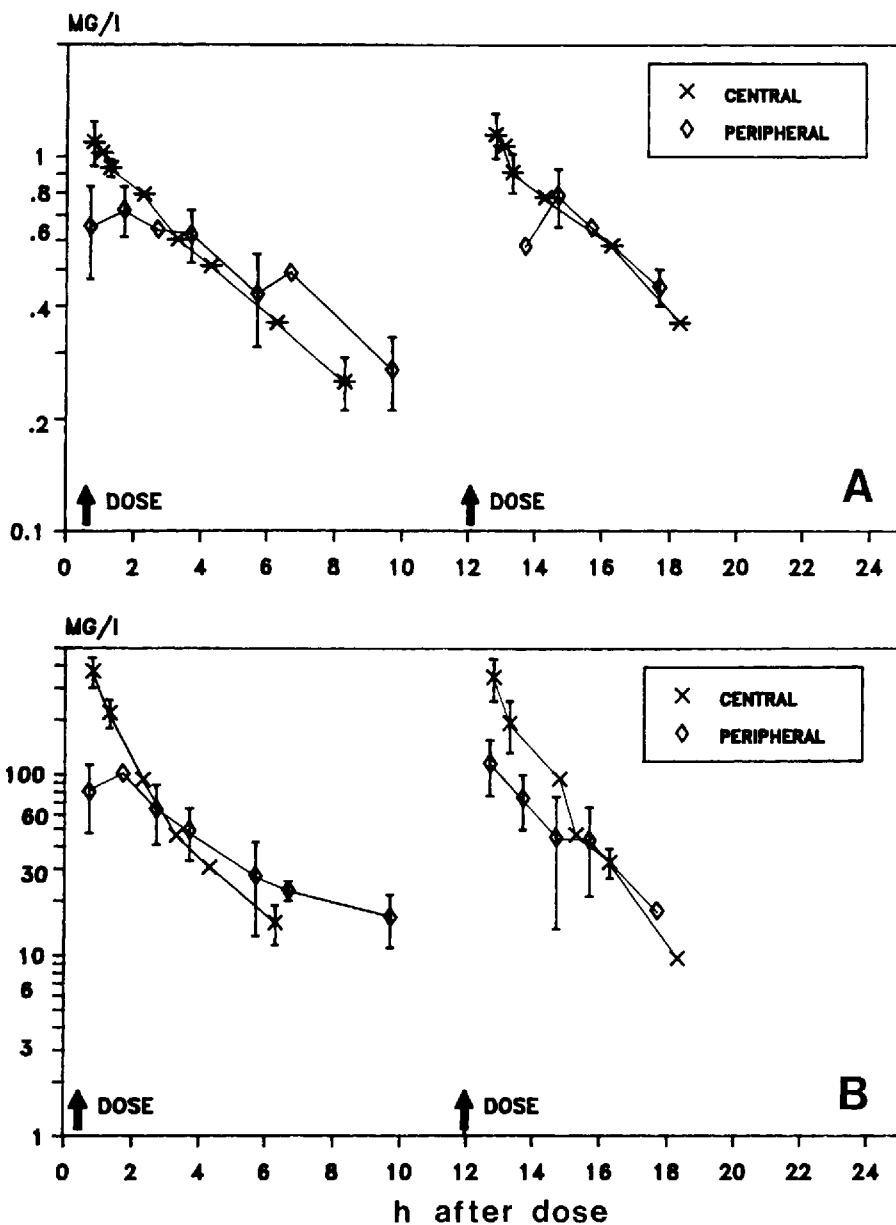 MG/l
CENTRAL
PERIPHERAL
1
.8
.6
.4
.2
0.1
DOSE
DOSE
A
0 2 4 6 8 10 12 14 16 18 20 22 24
MG/l
CENTRAL
PERIPHERAL
100
60
30
10
6
3
1
DOSE
DOSE
B
0 2 4 6 8 10 12 14 16 18 20 22 24
h after dose